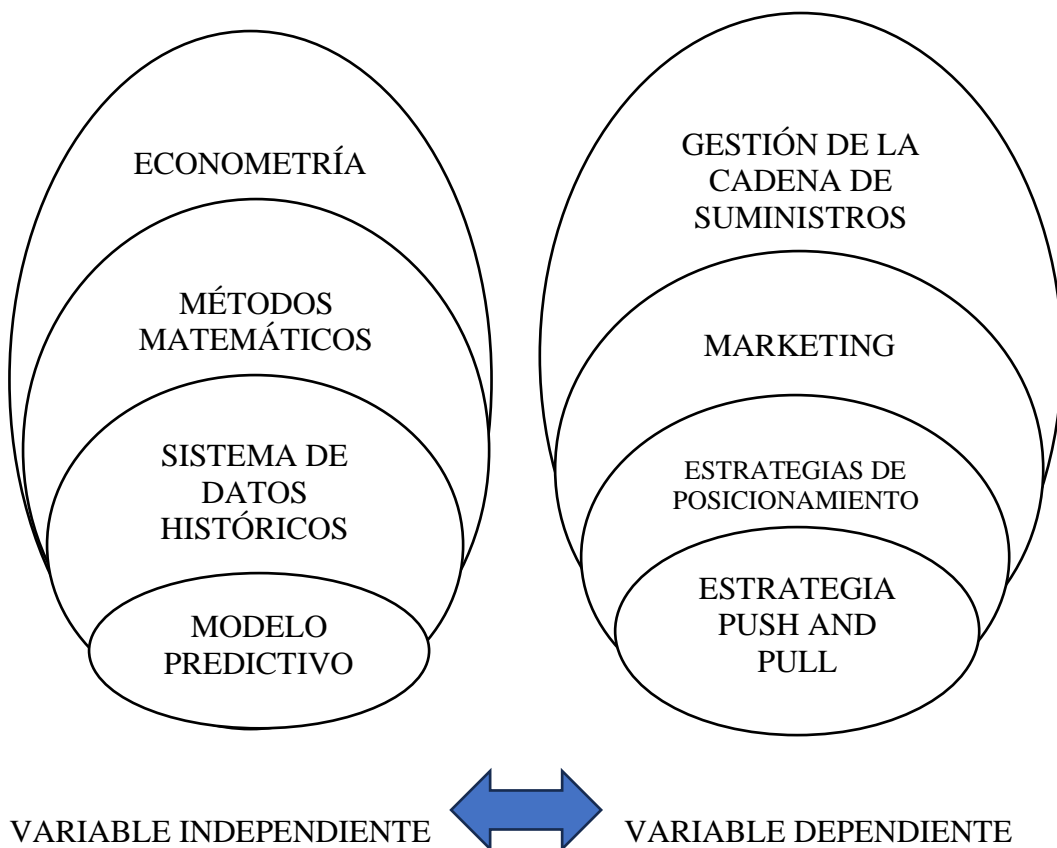 ECONOMETRÍA
MÉTODOS
MATEMÁTICOS
SISTEMA DE
DATOS
HISTÓRICOS
MODELO
PREDICTIVO
GESTIÓN DE LA
CADENA DE
SUMINISTROS
MARKETING
ESTRATEGIAS DE
POSICIONAMIENTO
ESTRATEGIA
PUSH AND
PULL
VARIABLE INDEPENDIENTE
VARIABLE DEPENDIENTE